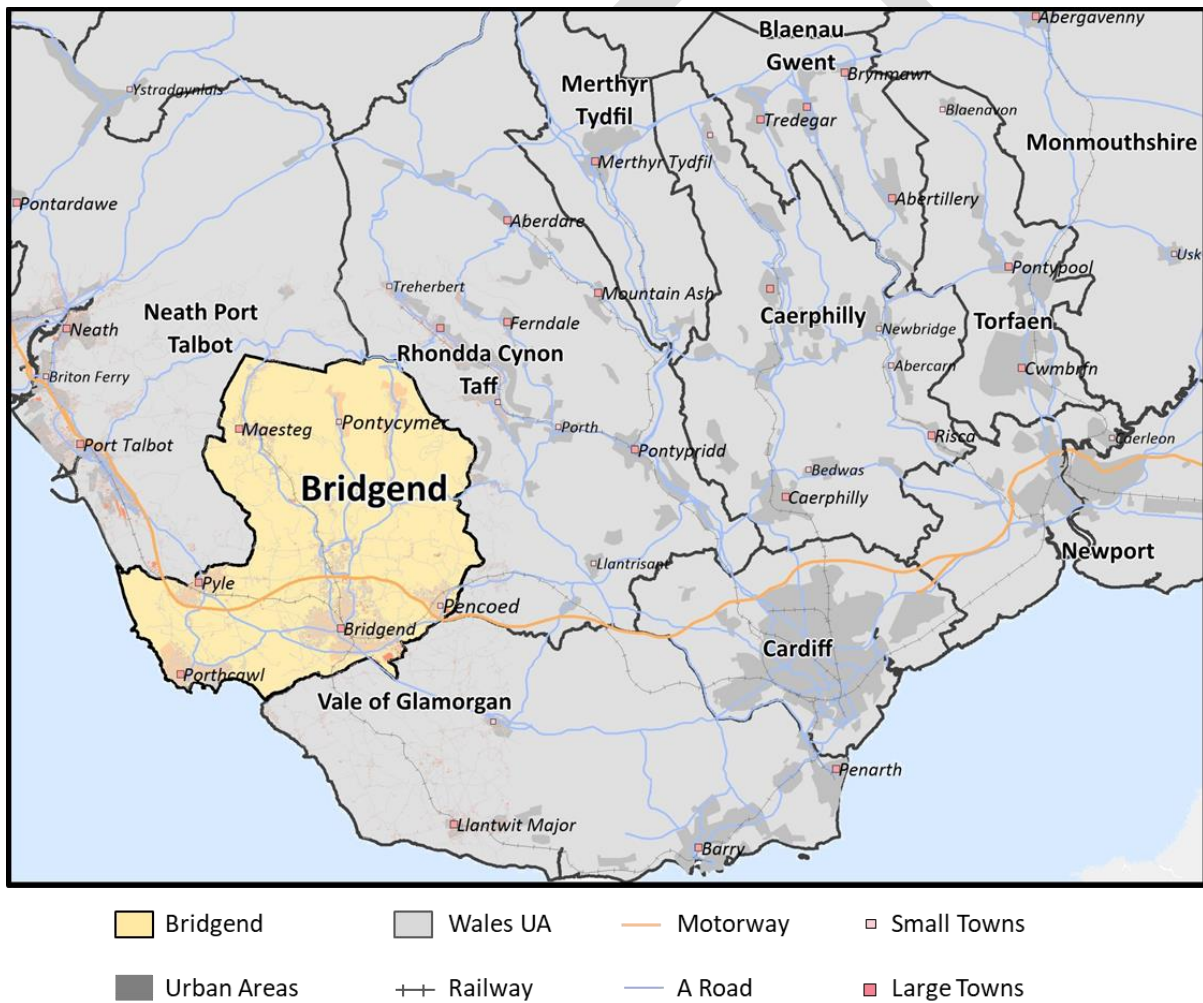 Abergavenny
Blaenau
Gwent
Brynmawr
Ystradgynlais
Merthyr
Tydfil
Blaenavon
Tredegar
Monmouthshire
Merthyr Tydfil
Pontardawe
Abertillery
Aberdare
Usk
Pontypool
Treherbert
Mountain Ash
Neath Port
Talbot
Neath
Ferndale
Caerphilly
Newbridge
Torfaen
Rhondda Cynon
Taff
Briton Ferry
Abercarn
Cwmbrfn
Maesteg
Pontycymer
Porth
Risca
Caerleon
Port Talbot
Pontypridd
Bedwas
Bridgend
Caerphilly
Newport
Llantrisant
Pyle
Pencoed
Bridgend
Cardiff
Porthcawl
Vale of Glamorgan
Penarth
Llantwit Major
Barry
Bridgend
Wales UA
Motorway
Small Towns
Urban Areas
Railway
A Road
Large Towns